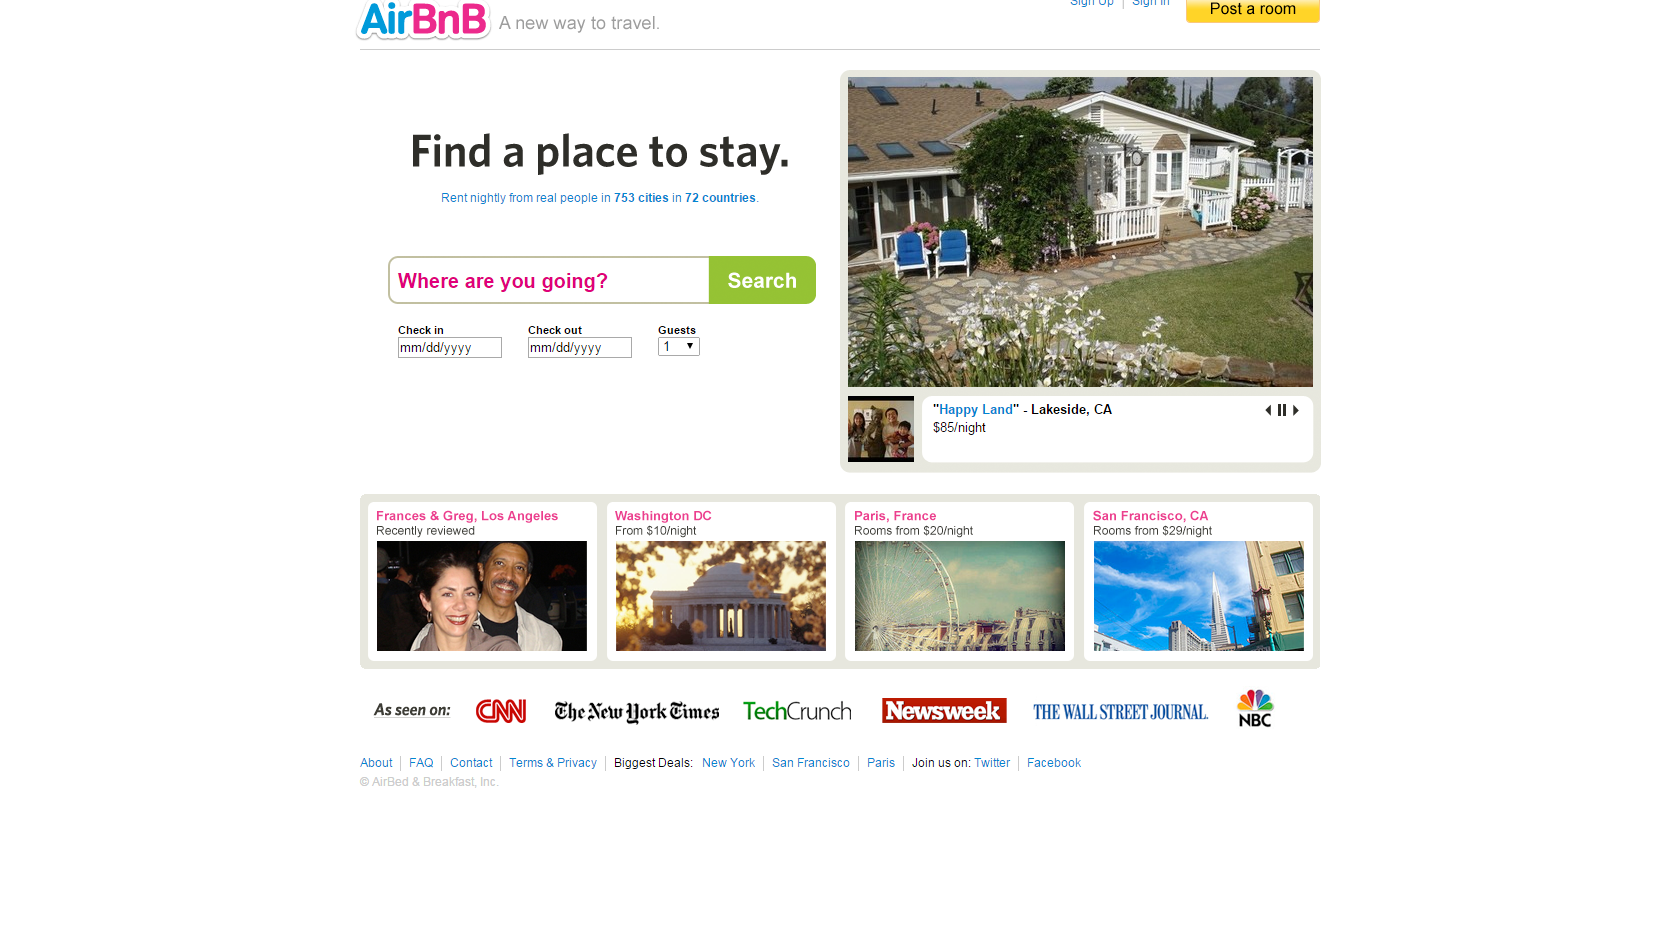 AirBnB A new way to travel.
Sign Up Sign In Post a room
Find a place to stay.
Rent nightly from real people in 753 cities in 72 countries.
Where are you going? Search
Check in Check out Guests
mm/dd/yyyy mm/dd/yyyy 1
"Happy Land" - Lakeside, CA
$85/night
Frances & Greg, Los Angeles
Recently reviewed
Washington DC
From $10/night
Paris, France
Rooms from $20/night
San Francisco, CA
Rooms from $29/night
As seen on: CNN The New York Times TechCrunch Newsweek THE WALL STREET JOURNAL. NBC
About FAQ Contact Terms & Privacy Biggest Deals: New York San Francisco Paris Join us on: Twitter Facebook
© AirBed & Breakfast, Inc.